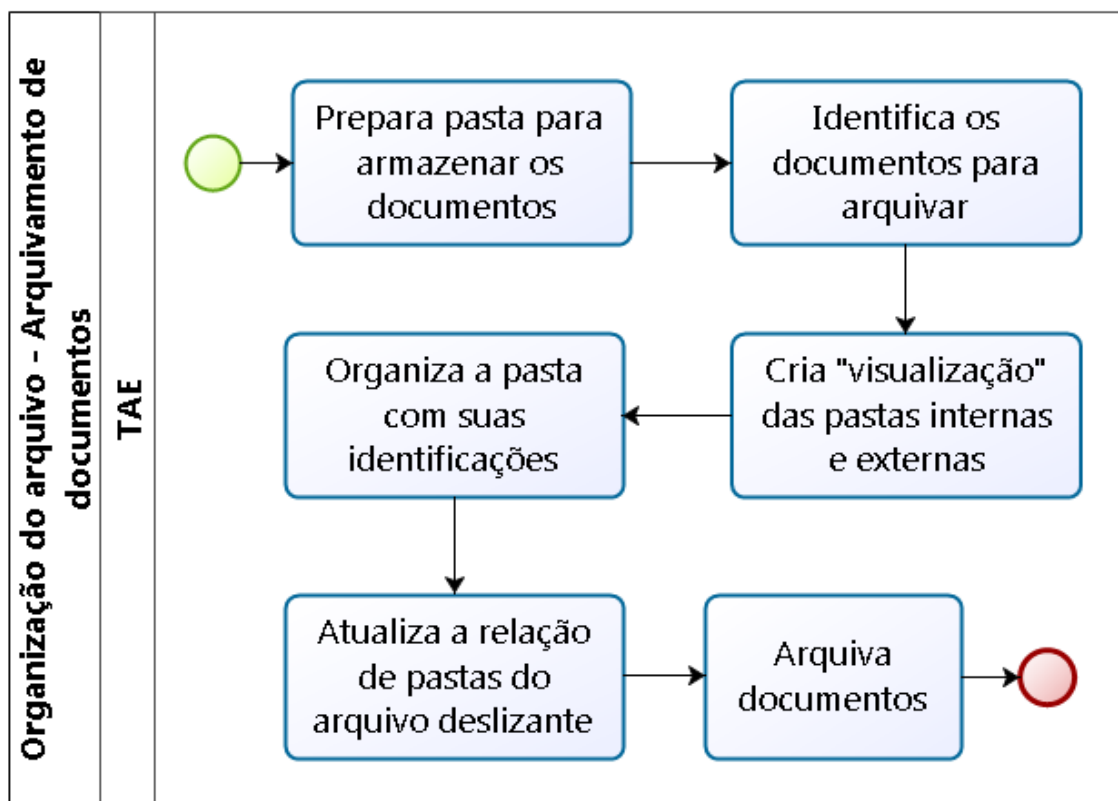 Organização do arquivo - Arquivamento de
documentos
TAE
Prepara pasta para
armazenar os
documentos
Identifica os
documentos para
arquivar
Cria "visualização"
das pastas internas
e externas
Organiza a pasta
com suas
identificações
Atualiza a relação
de pastas do
arquivo deslizante
Arquiva
documentos